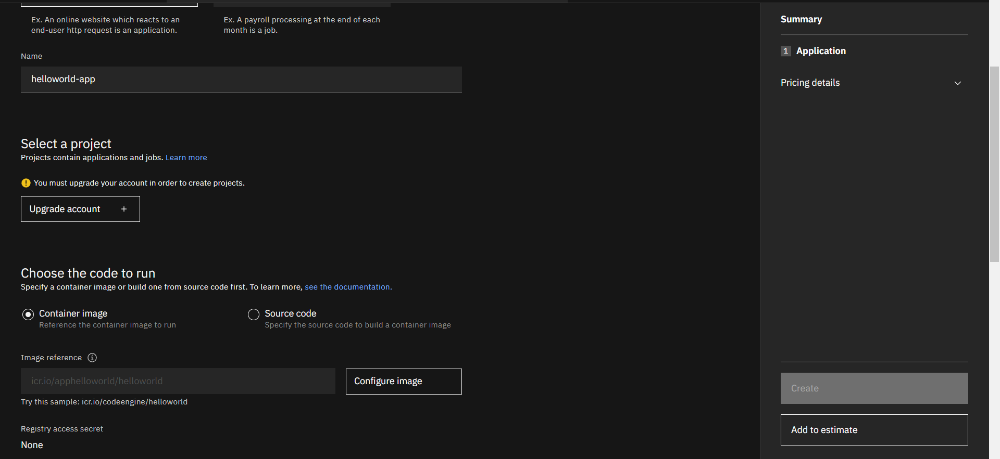 Ex. An online website which reacts to an
end-user http request is an application.
Ex. A payroll processing at the end of each
month is a job.
Name
helloworld-app
Select a project
Projects contain applications and jobs. Learn more
You must upgrade your account in order to create projects.
Upgrade account +
Choose the code to run
Specify a container image or build one from source code first. To learn more, see the documentation.
Container image
Reference the container image to run
Source code
Specify the source code to build a container image
Image reference
icr.io/apphelloworld/helloworld
Configure image
Try this sample: icr.io/codeengine/helloworld
Registry access secret
None
Summary
1 Application
Pricing details
Create
Add to estimate